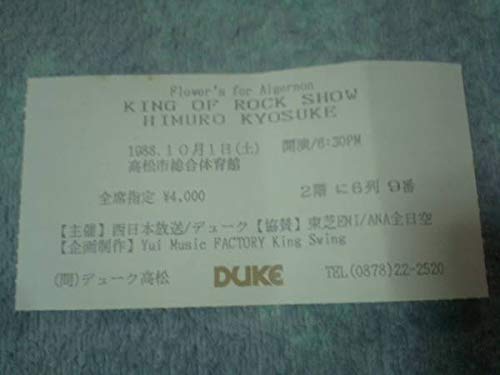 Flower's for Algernon
KING OF ROCK SHOW
HIMURO KYOSUKE
1988.10月1日(土) 開演/6:30PM
高松市総合体育館
全席指定 ¥4,000 2階 に6列 9番
【主催】西日本放送/デューク【協賛】東芝EMI/ANA全日空
【企画制作】Yui Music FACTORY King Swing
(問)デューク高松 DUKE TEL(0878)22-2520